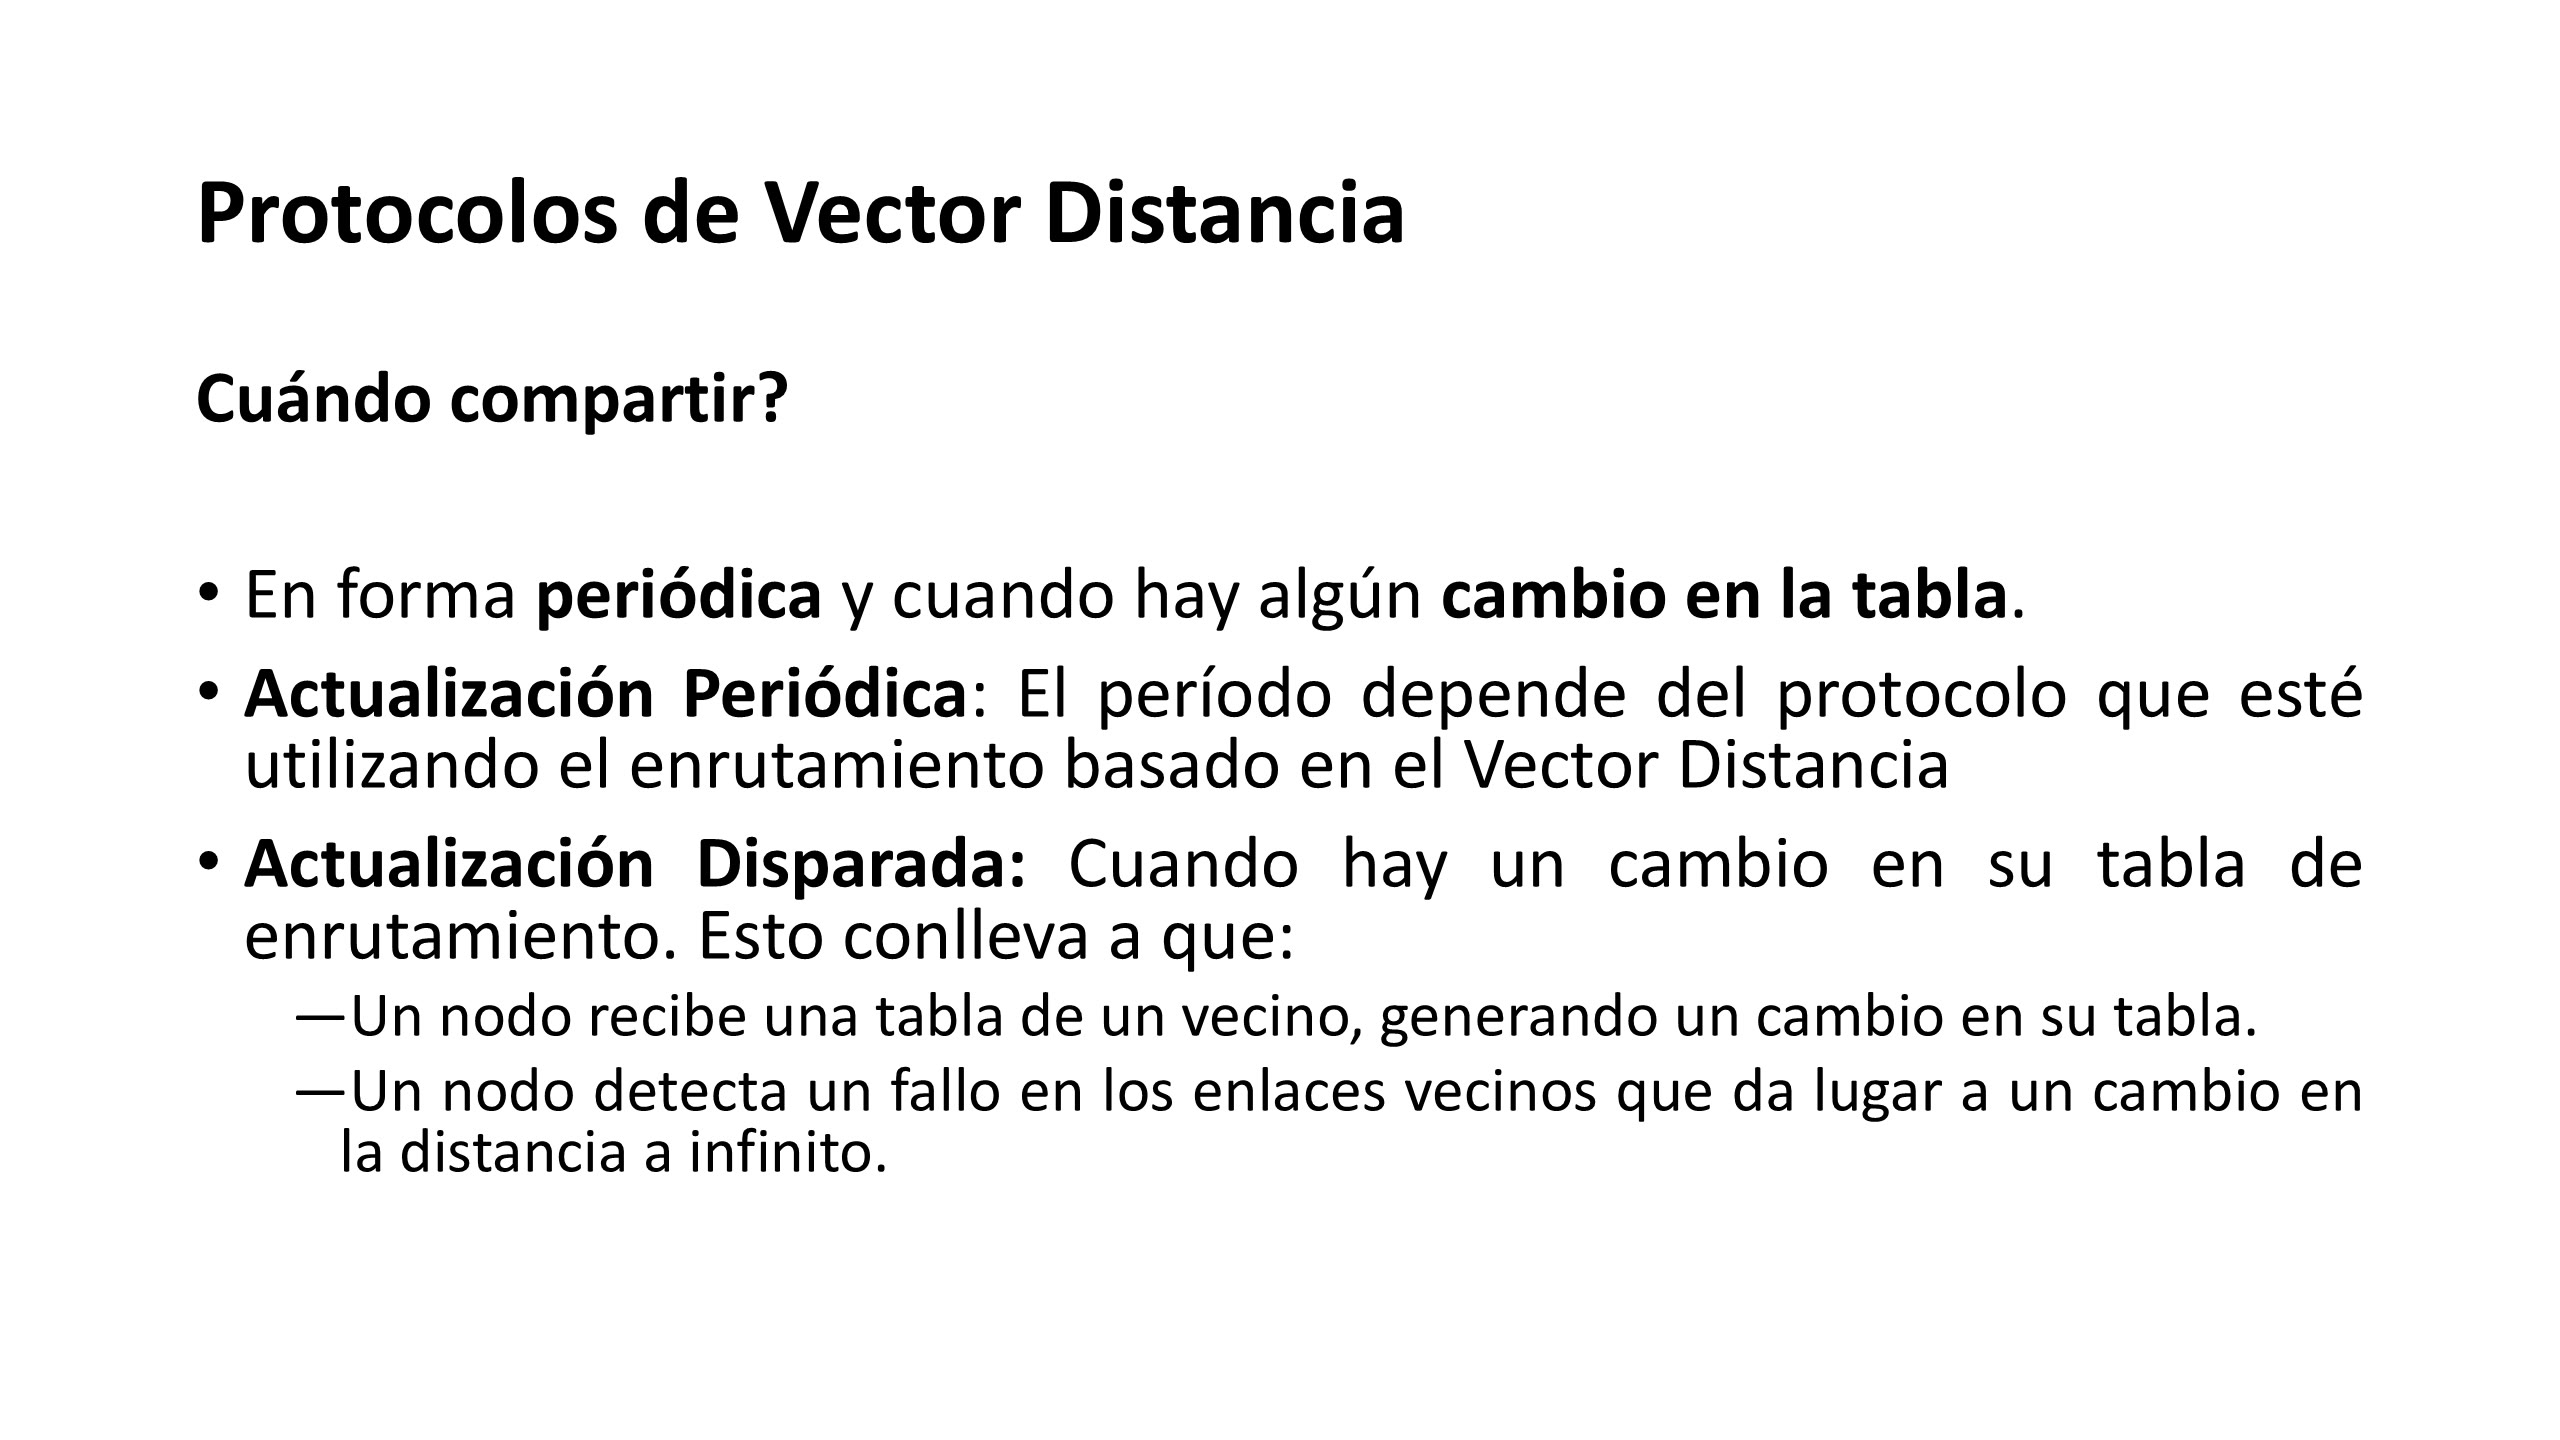 Protocolos de Vector Distancia
Cuándo compartir?
• En forma periódica y cuando hay algún cambio en la tabla.
• Actualización Periódica: El período depende del protocolo que esté
utilizando el enrutamiento basado en el Vector Distancia
• Actualización Disparada: Cuando hay un cambio en su tabla de
enrutamiento. Esto conlleva a que:
—Un nodo recibe una tabla de un vecino, generando un cambio en su tabla.
—Un nodo detecta un fallo en los enlaces vecinos que da lugar a un cambio en
la distancia a infinito.